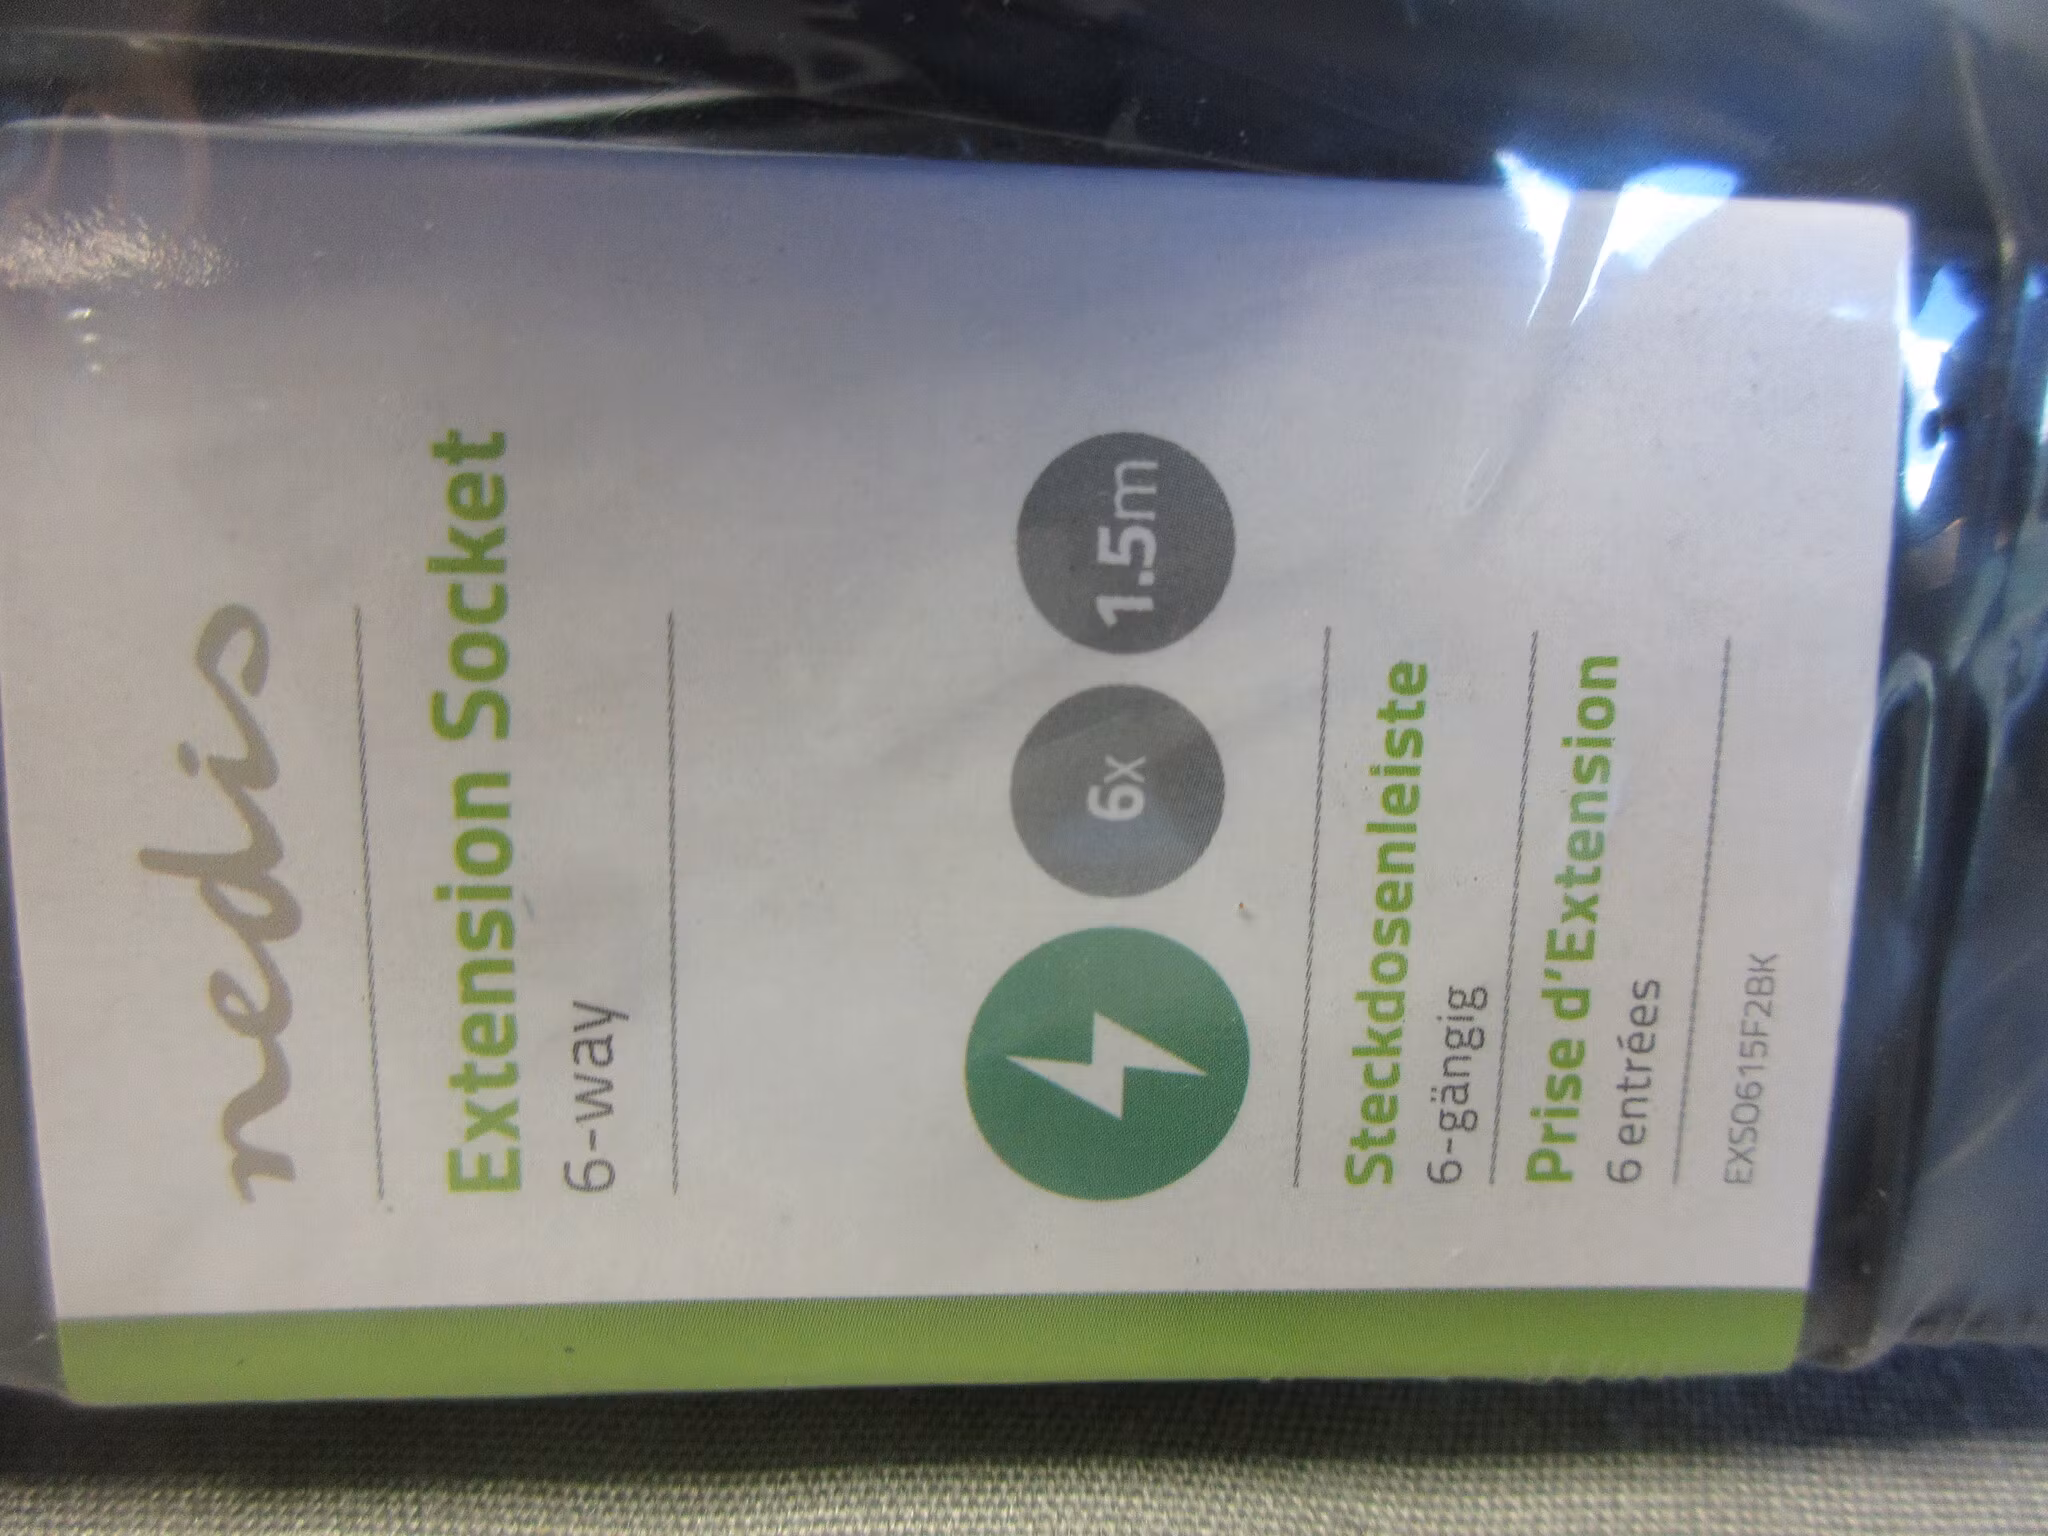 nedis
Extension Socket
6-way
6x 1.5m
Steckdosenleiste
6-gängig
Prise d'Extension
6 entrées
EXSO615F2BK